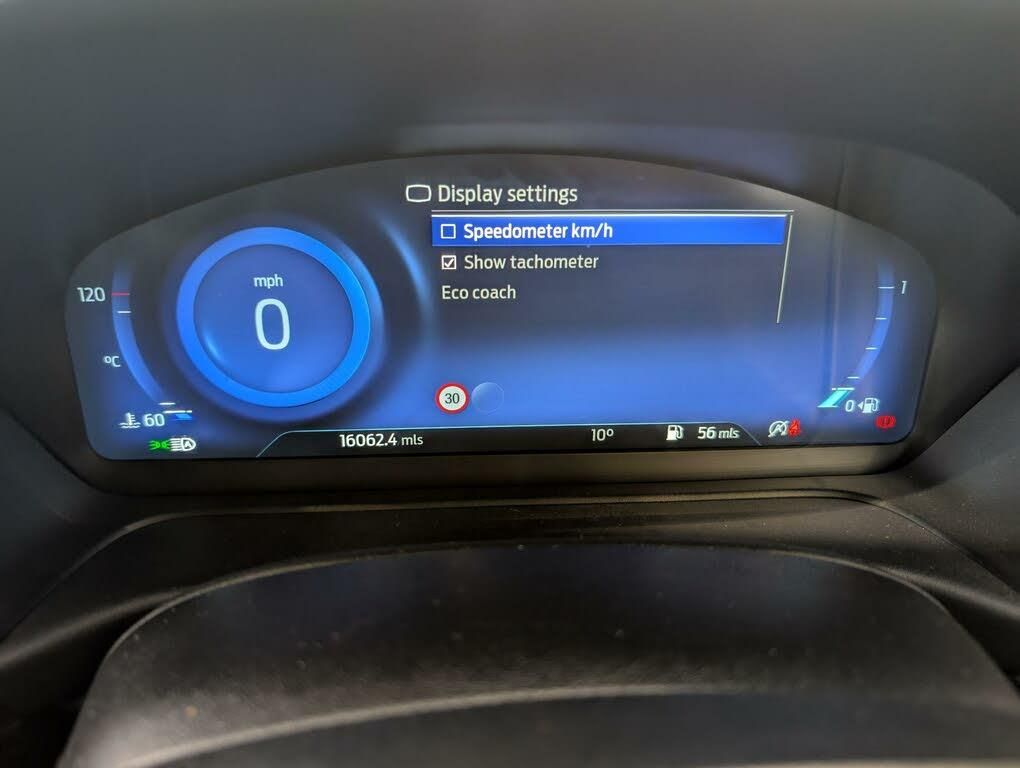 Display settings
Speedometer km/h
Show tachometer
Eco coach
mph
0
120
°C
60
1
0
30
16062.4 mls
10°
56 mls
A
A